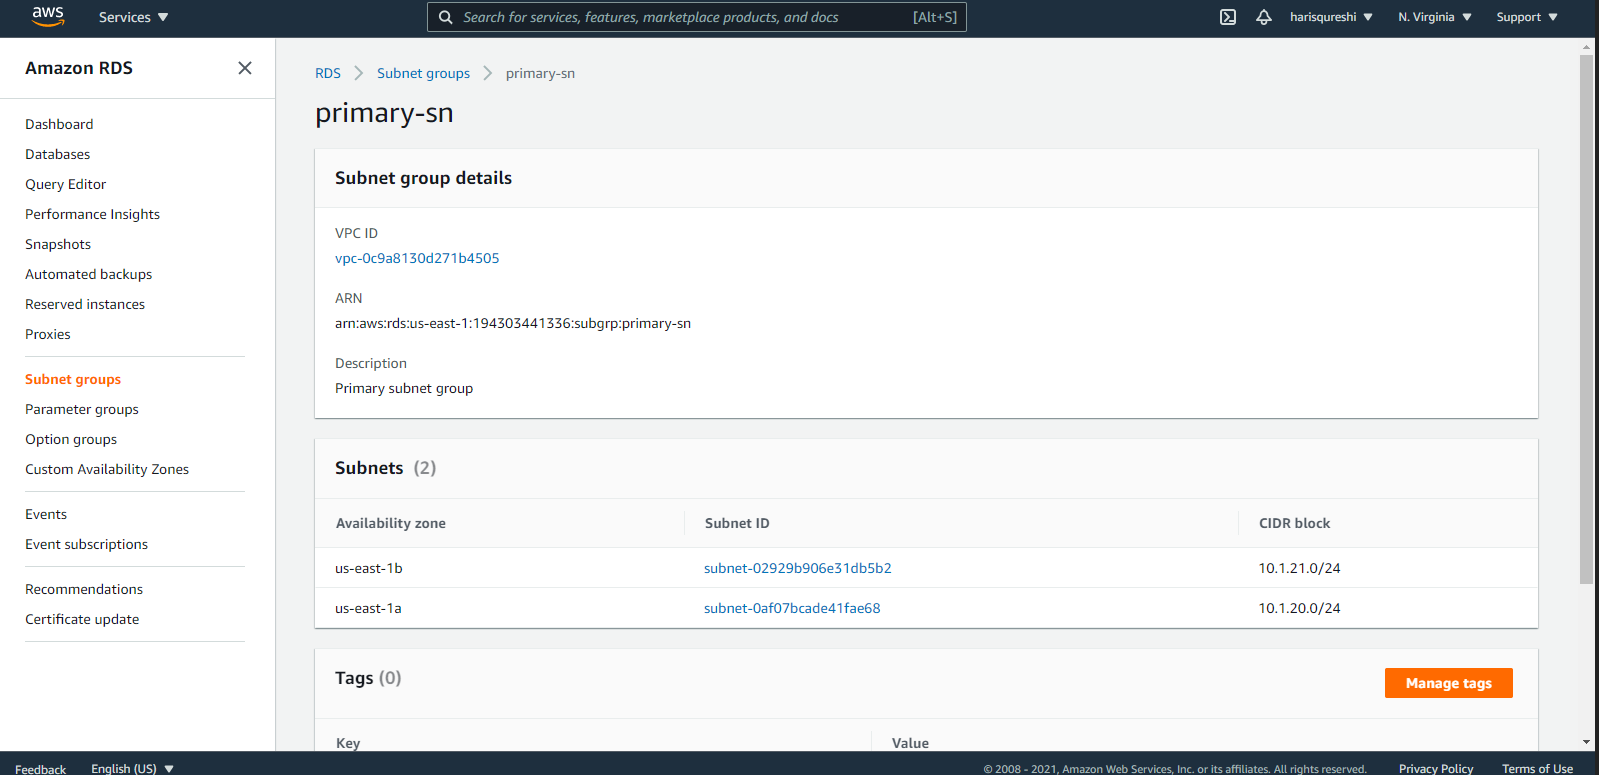 aws
Services
Search for services, features, marketplace products, and docs
[Alt+S]
harisqureshi
N. Virginia
Support
Amazon RDS
Dashboard
Databases
Query Editor
Performance Insights
Snapshots
Automated backups
Reserved instances
Proxies
Subnet groups
Parameter groups
Option groups
Custom Availability Zones
Events
Event subscriptions
Recommendations
Certificate update
RDS > Subnet groups > primary-sn
primary-sn
Subnet group details
VPC ID
vpc-0c9a8130d271b4505
ARN
arn:aws:rds:us-east-1:194303441336:subgrp:primary-sn
Description
Primary subnet group
Subnets (2)
Availability zone Subnet ID CIDR block
us-east-1b subnet-02929b906e31db5b2 10.1.21.0/24
us-east-1a subnet-0af07bcade41fae68 10.1.20.0/24
Tags (0)
Manage tags
Key Value
Feedback English (US)
© 2008 - 2021, Amazon Web Services, Inc. or its affiliates. All rights reserved. Privacy Policy Terms of Use